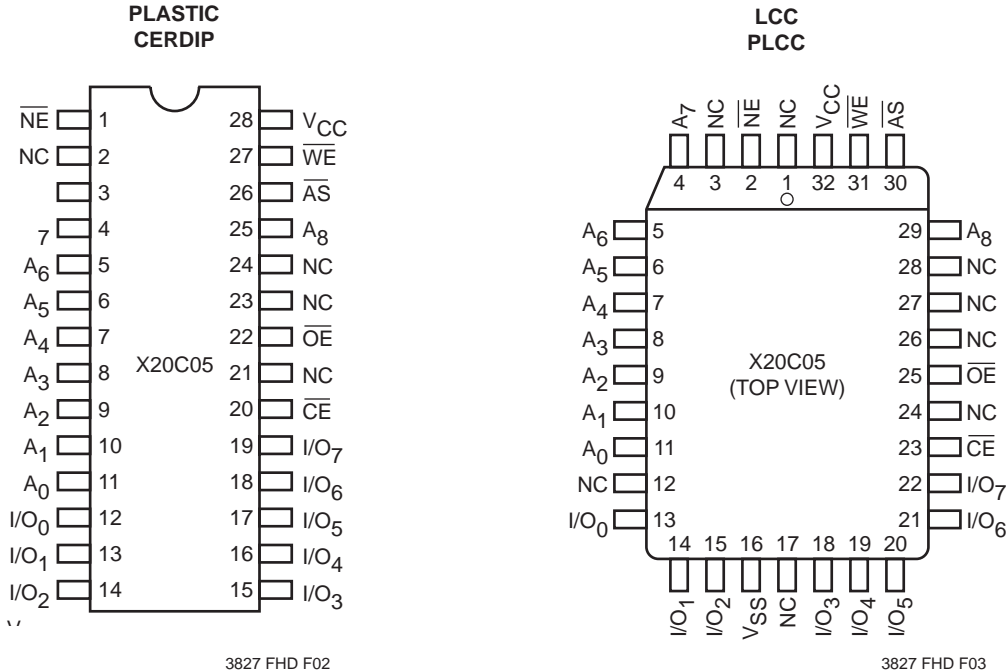 PLASTIC
CERDIP
NE 1 28 VCC
NC 2 27 WE
3 26 AS
7 4 25 A8
A6 5 24 NC
A5 6 23 NC
A4 7 22 OE
X20C05
A3 8 21 NC
A2 9 20 CE
A1 10 19 I/O7
A0 11 18 I/O6
I/O0 12 17 I/O5
I/O1 13 16 I/O4
I/O2 14 15 I/O3
3827 FHD F02
LCC
PLCC
A7 NC NE NC VCC WE AS
4 3 2 1 32 31 30
A6 5 29 A8
A5 6 28 NC
A4 7 27 NC
A3 8 26 NC
X20C05
(TOP VIEW)
A2 9 25 OE
A1 10 24 NC
A0 11 23 CE
NC 12 22 I/O7
I/O0 13 21 I/O6
14 15 16 17 18 19 20
I/O1 I/O2 VSS NC I/O3 I/O4 I/O5
3827 FHD F03